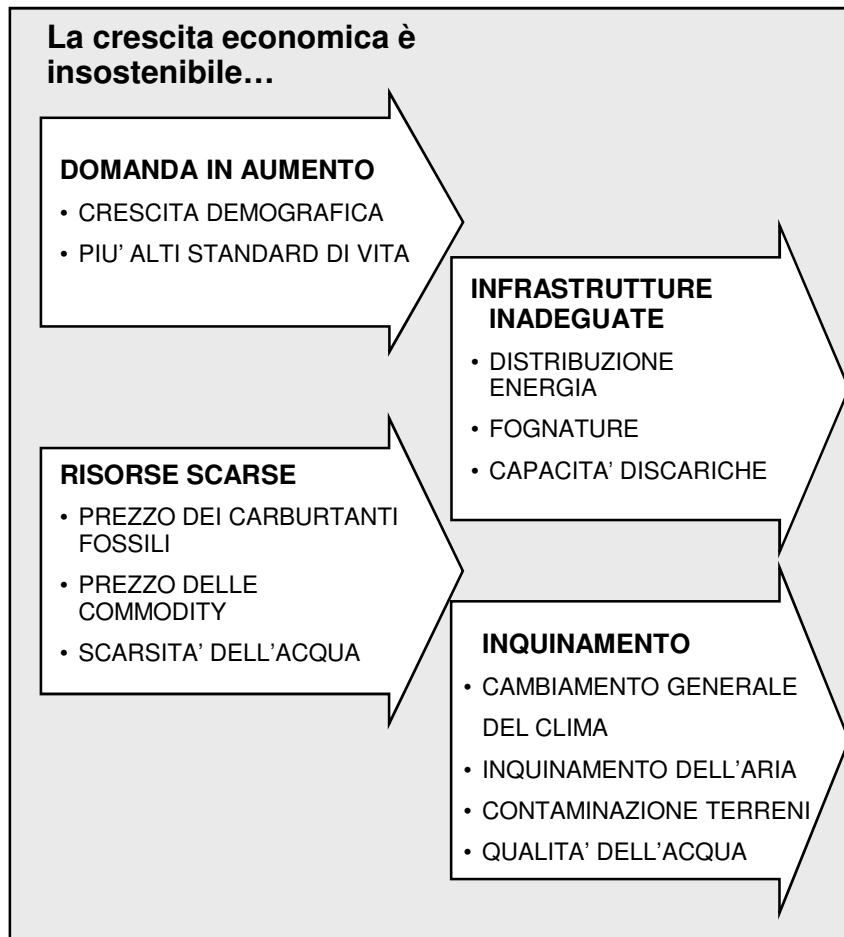 La crescita economica è
insostenibile…
DOMANDA IN AUMENTO
• CRESCITA DEMOGRAFICA
• PIU’ ALTI STANDARD DI VITA
INFRASTRUTTURE
INADEGUATE
• DISTRIBUZIONE
ENERGIA
• FOGNATURE
• CAPACITA’ DISCARICHE
RISORSE SCARSE
• PREZZO DEI CARBURTANTI
FOSSILI
• PREZZO DELLE
COMMODITY
• SCARSITA’ DELL’ACQUA
INQUINAMENTO
• CAMBIAMENTO GENERALE
DEL CLIMA
• INQUINAMENTO DELL’ARIA
• CONTAMINAZIONE TERRENI
• QUALITA’ DELL’ACQUA